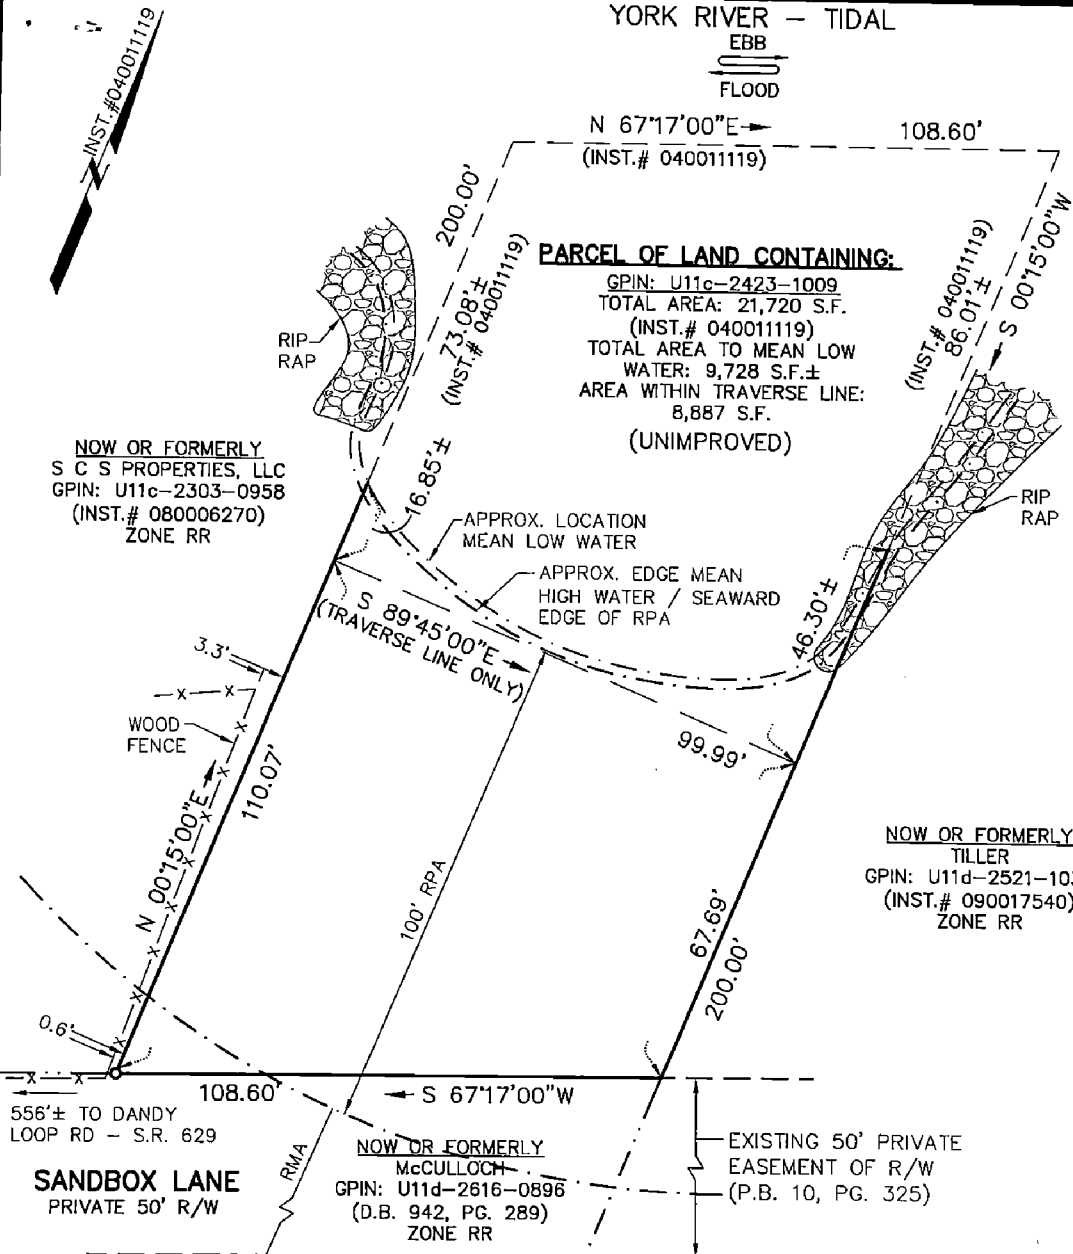 YORK RIVER - TIDAL
EBB
FLOOD
INST.#040011119
N
N 67°17'00"E
(INST.# 040011119)
108.60'
200.00'
73.08'±
(INST.# 040011119)
PARCEL OF LAND CONTAINING:
GPIN: U11c-2423-1009
TOTAL AREA: 21,720 S.F.
(INST.# 040011119)
TOTAL AREA TO MEAN LOW
WATER: 9,728 S.F.±
AREA WITHIN TRAVERSE LINE:
8,887 S.F.
(UNIMPROVED)
(INST.# 040011119)
86.01'±
S 00°15'00"W
RIP
RAP
NOW OR FORMERLY
S C S PROPERTIES, LLC
GPIN: U11c-2303-0958
(INST.# 080006270)
ZONE RR
16.85'±
APPROX. LOCATION
MEAN LOW WATER
RIP
RAP
APPROX. EDGE MEAN
HIGH WATER / SEAWARD
EDGE OF RPA
46.30'±
S 89°45'00"E
(TRAVERSE LINE ONLY)
3.3'
WOOD
FENCE
99.99'
110.07'
N 00°15'00"E
100' RPA
NOW OR FORMERLY
TILLER
GPIN: U11d-2521-103
(INST.# 090017540)
ZONE RR
67.69'
200.00'
0.6'
108.60'
S 67°17'00"W
556'± TO DANDY
LOOP RD - S.R. 629
SANDBOX LANE
PRIVATE 50' R/W
RMA
NOW OR FORMERLY
McCULLOCH
GPIN: U11d-2616-0896
(D.B. 942, PG. 289)
ZONE RR
EXISTING 50' PRIVATE
EASEMENT OF R/W
(P.B. 10, PG. 325)